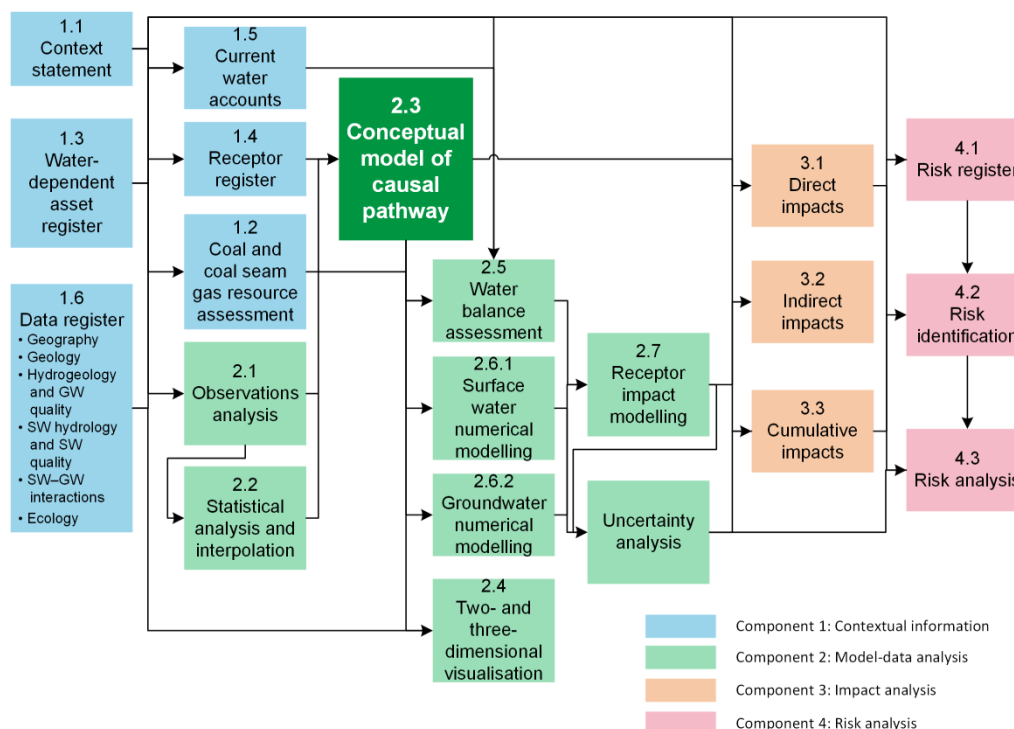 1.1
Context
statement
1.3
Water-
dependent
asset
register
1.6
Data register
• Geography
• Geology
• Hydrogeology
and GW
quality
• SW hydrology
and SW
quality
• SW–GW
interactions
• Ecology
1.5
Current
water
accounts
1.4
Receptor
register
1.2
Coal and
coal seam
gas resource
assessment
2.1
Observations
analysis
2.2
Statistical
analysis and
interpolation
2.3
Conceptual
model of
causal
pathway
2.5
Water
balance
assessment
2.6.1
Surface
water
numerical
modelling
2.6.2
Groundwater
numerical
modelling
2.4
Two- and
three-
dimensional
visualisation
2.7
Receptor
impact
modelling
Uncertainty
analysis
3.1
Direct
impacts
3.2
Indirect
impacts
3.3
Cumulative
impacts
4.1
Risk register
4.2
Risk
identification
4.3
Risk analysis
Component 1: Contextual information
Component 2: Model-data analysis
Component 3: Impact analysis
Component 4: Risk analysis